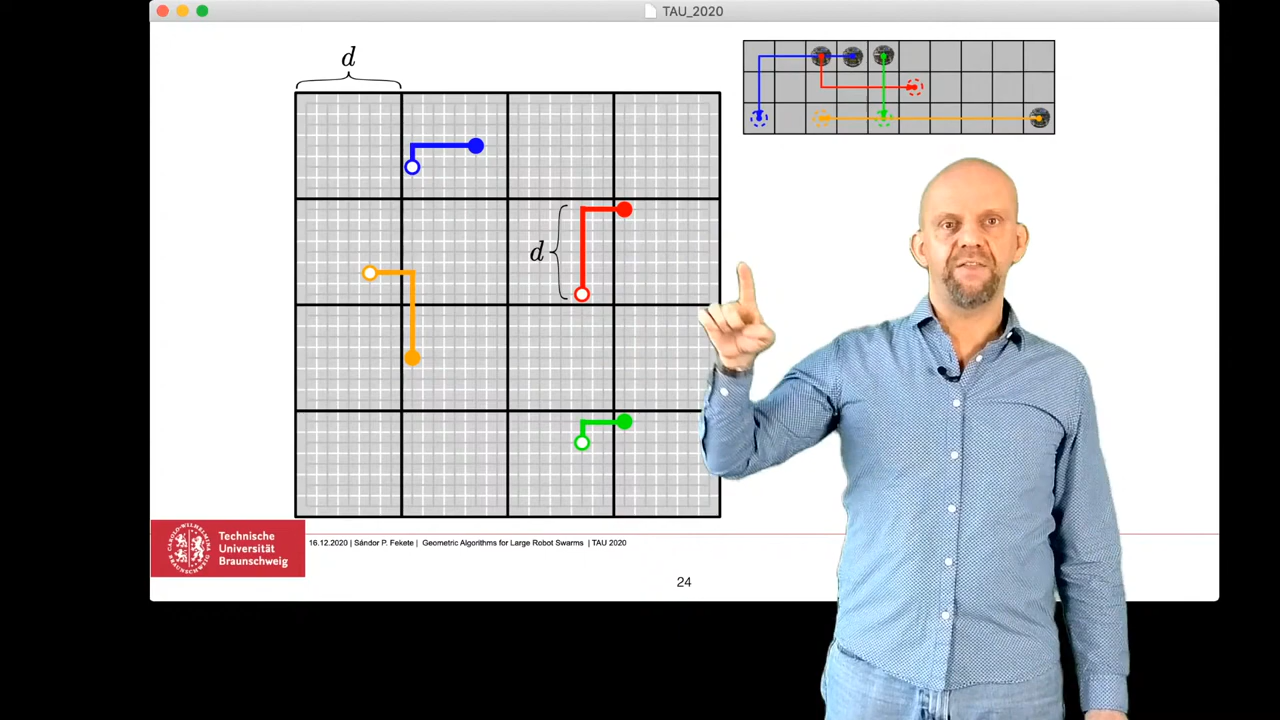 TAU_2020
d
d
Technische
Universität
Braunschweig
16.12.2020 | Sándor P. Fekete | Geometric Algorithms for Large Robot Swarms | TAU 2020
24